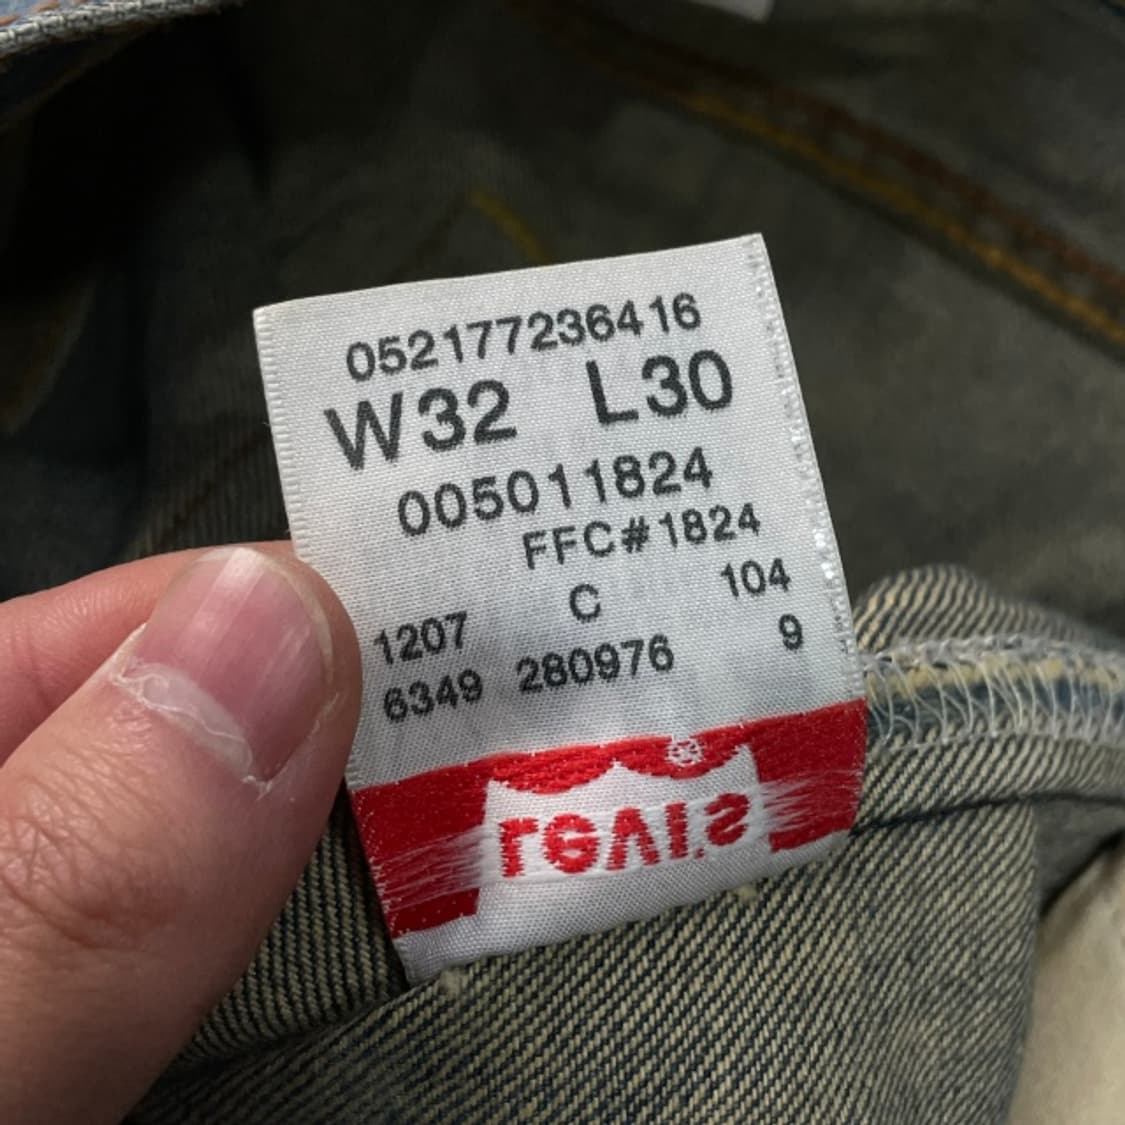 052177236416
W32 L30
005011824
FFC#1824
1207 C 104
6349 280976 9
Levi's